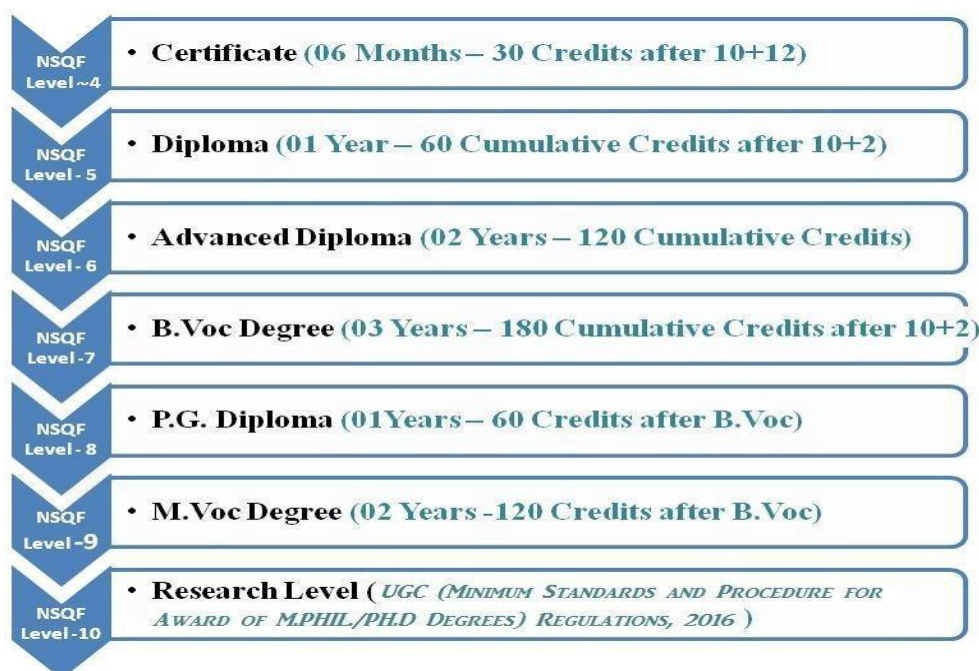 NSQF
Level~4
• Certificate (06 Months – 30 Credits after 10+12)
NSQF
Level - 5
• Diploma (01 Year – 60 Cumulative Credits after 10+2)
NSQF
Level - 6
• Advanced Diploma (02 Years – 120 Cumulative Credits)
NSQF
Level -7
• B.Voc Degree (03 Years – 180 Cumulative Credits after 10+2)
NSQF
Level - 8
• P.G. Diploma (01Years – 60 Credits after B.Voc)
NSQF
Level -9
• M.Voc Degree (02 Years -120 Credits after B.Voc)
NSQF
Level -10
• Research Level ( UGC (MINIMUM STANDARDS AND PROCEDURE FOR
AWARD OF M.PHIL./PH.D DEGREES) REGULATIONS, 2016 )